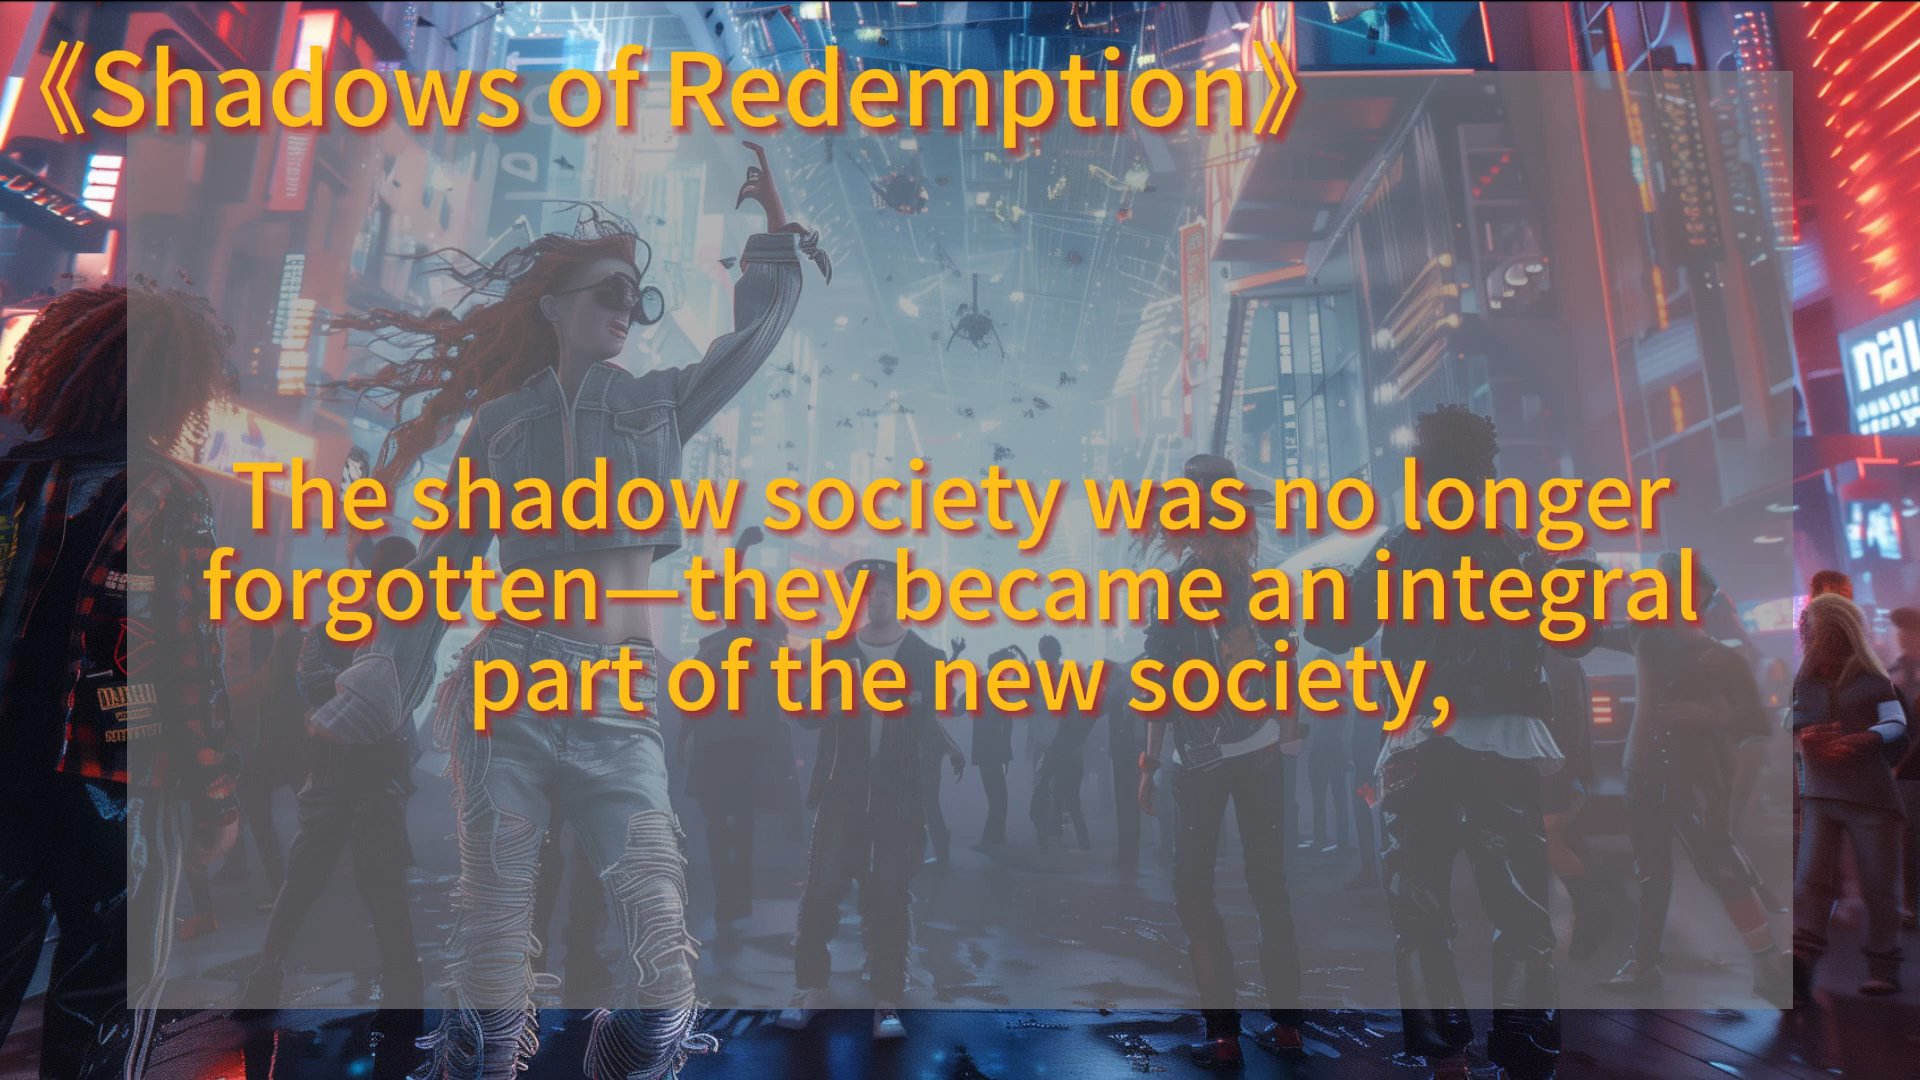 《Shadows of Redemption》
The shadow society was no longer
forgotten—they became an integral
part of the new society,